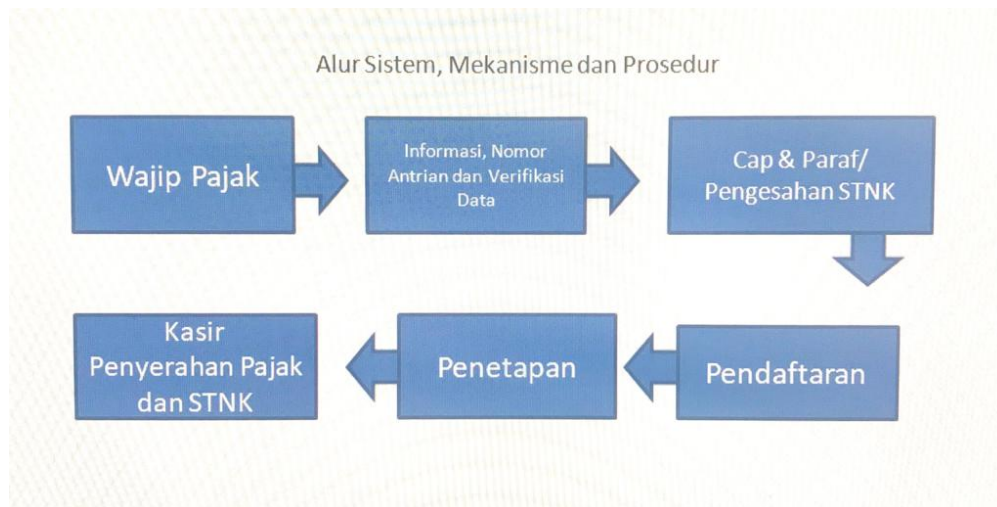 Alur Sistem, Mekanisme dan Prosedur
Wajip Pajak
Informasi, Nomor
Antrian dan Verifikasi
Data
Cap & Paraf/
Pengesahan STNK
Pendaftaran
Penetapan
Kasir
Penyerahan Pajak
dan STNK